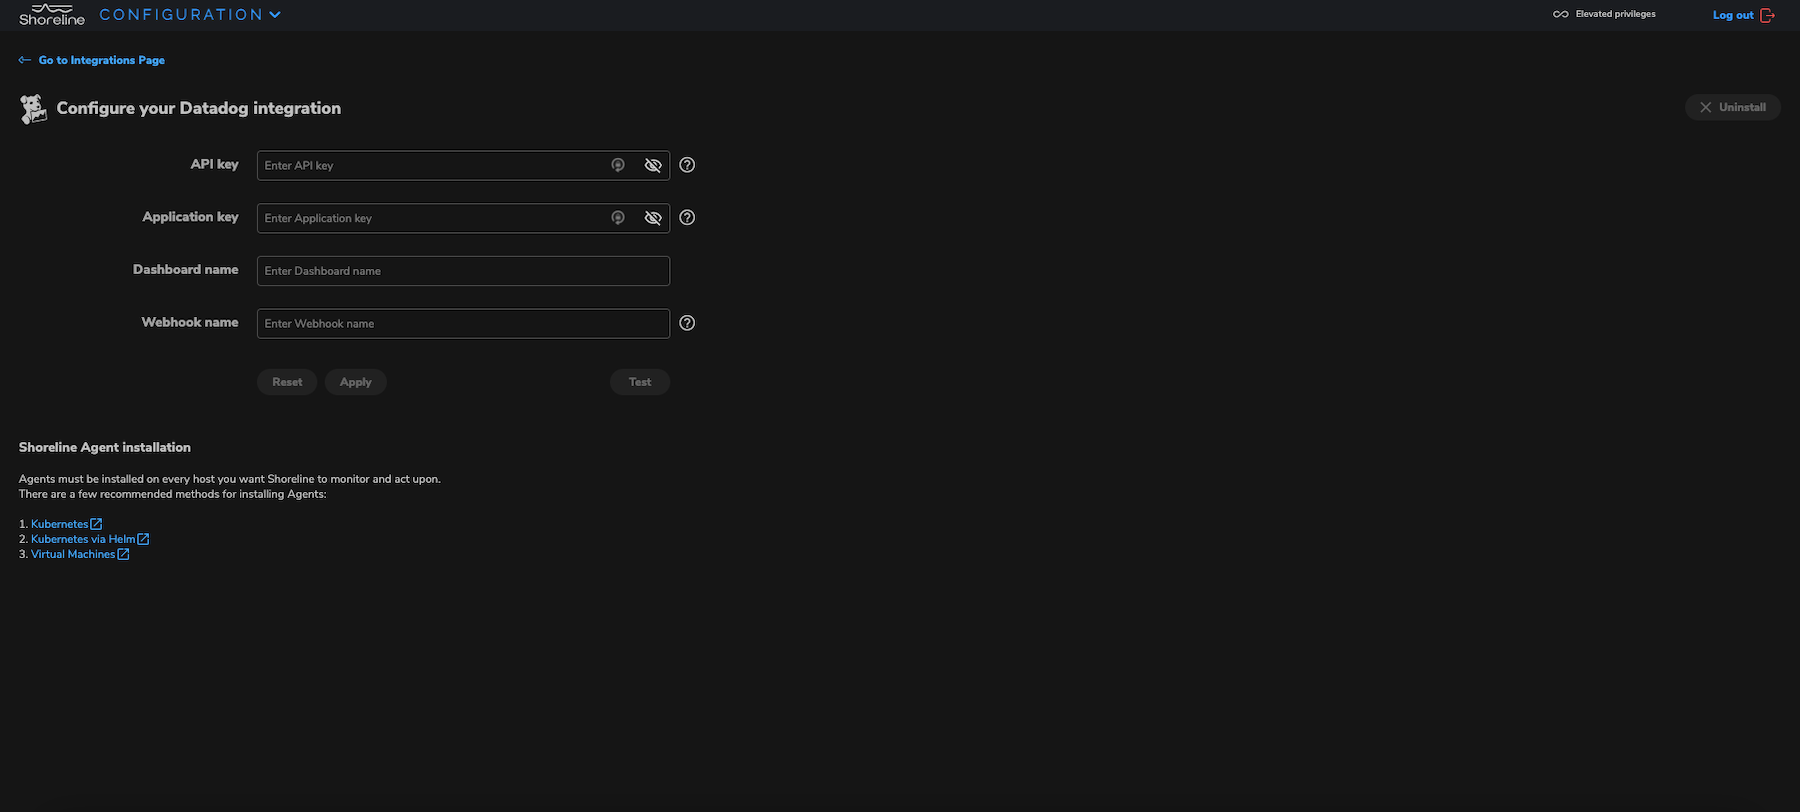 Shoreline CONFIGURATION Elevated privileges Log out
Go to Integrations Page
Configure your Datadog integration Uninstall
API key Enter API key
Application key Enter Application key
Dashboard name Enter Dashboard name
Webhook name Enter Webhook name
Reset Apply Test
Shoreline Agent installation
Agents must be installed on every host you want Shoreline to monitor and act upon.
There are a few recommended methods for installing Agents:
1. Kubernetes
2. Kubernetes via Helm
3. Virtual Machines